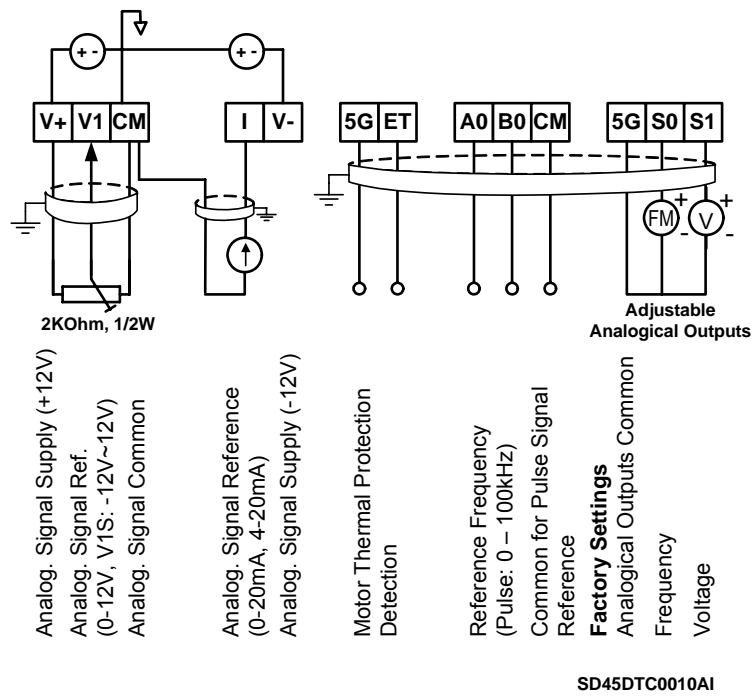 + -
+ -
V+ V1 CM
I V-
5G ET
A0 B0 CM
5G S0 S1
FM + -
V + -
2KOhm, 1/2W
Adjustable
Analogical Outputs
Analog. Signal Supply (+12V)
Analog. Signal Ref.
(0-12V, V1S: -12V~12V)
Analog. Signal Common
Analog. Signal Reference
(0-20mA, 4-20mA)
Analog. Signal Supply (-12V)
Motor Thermal Protection
Detection
Reference Frequency
(Pulse: 0 – 100kHz)
Common for Pulse Signal
Reference
Factory Settings
Analogical Outputs Common
Frequency
Voltage
SD45DTC0010AI